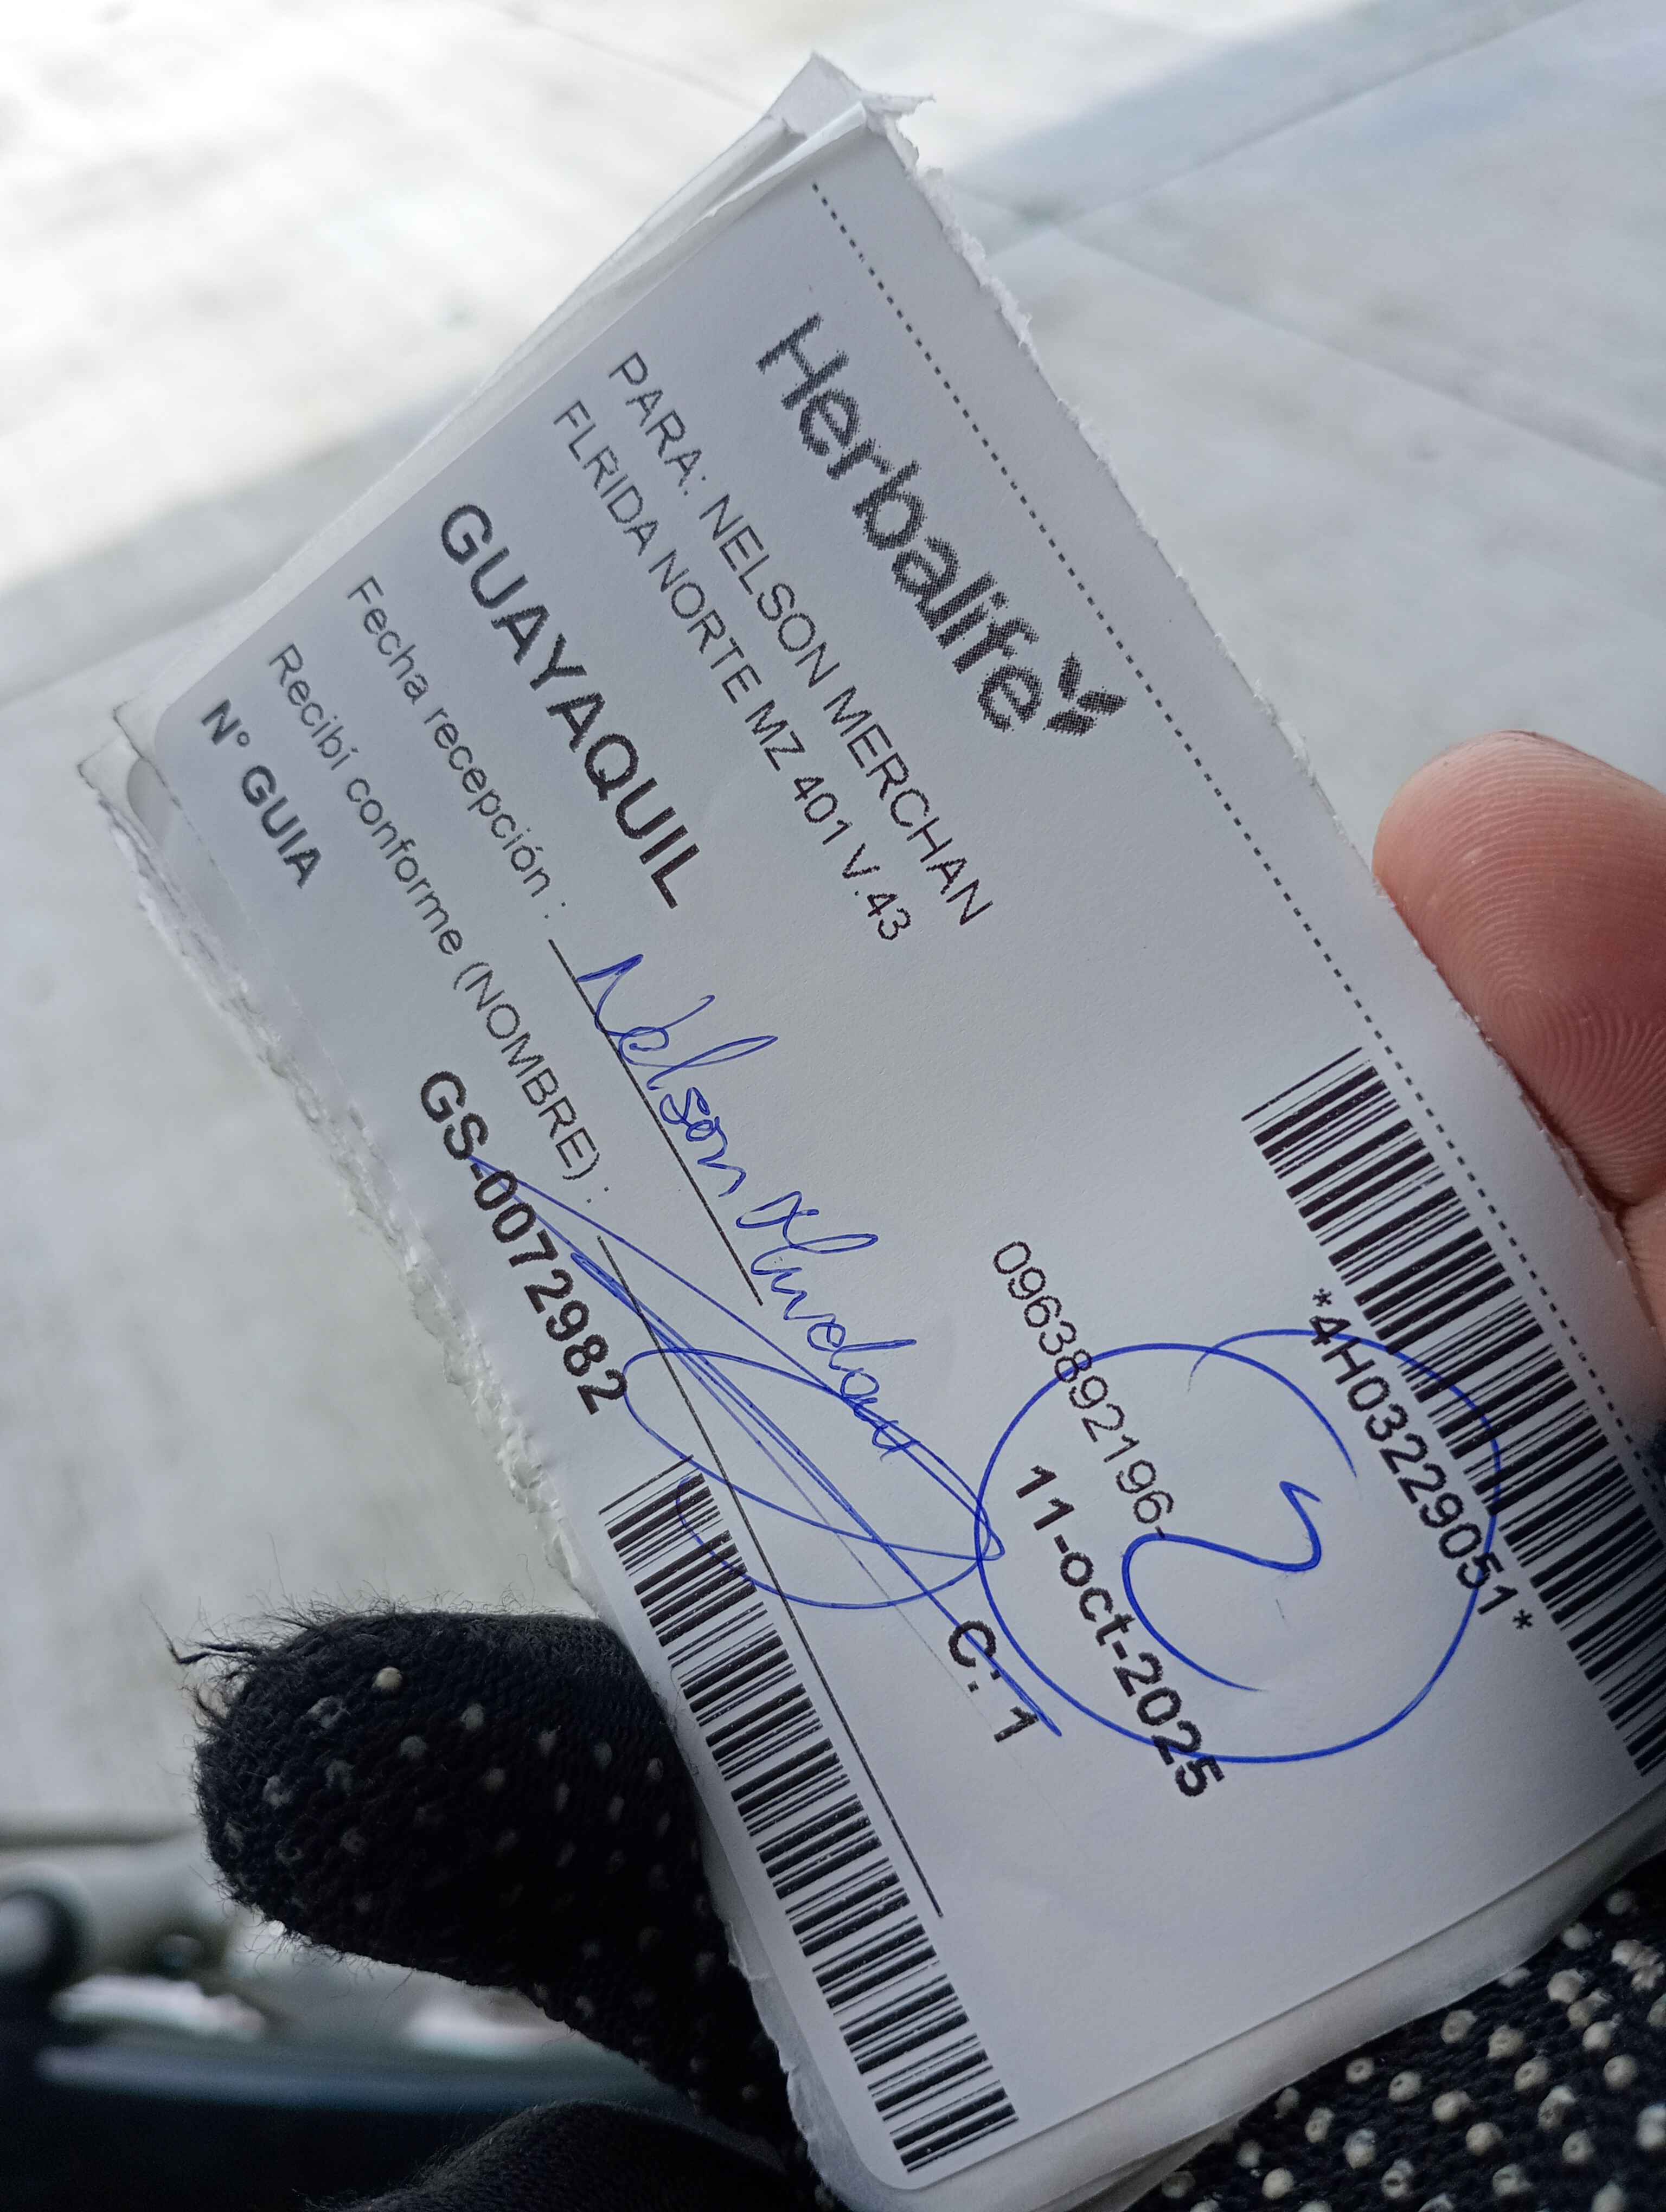 Herbalife
*4H03229051*
PARA: NELSON MERCHAN
0963892196-
FLRIDA NORTE MZ 401 V.43
11-oct-2025
2
GUAYAQUIL
C: 1
Fecha recepción :
Nelson
Recibí conforme (NOMBRE) :
N° GUIA
GS-0072982